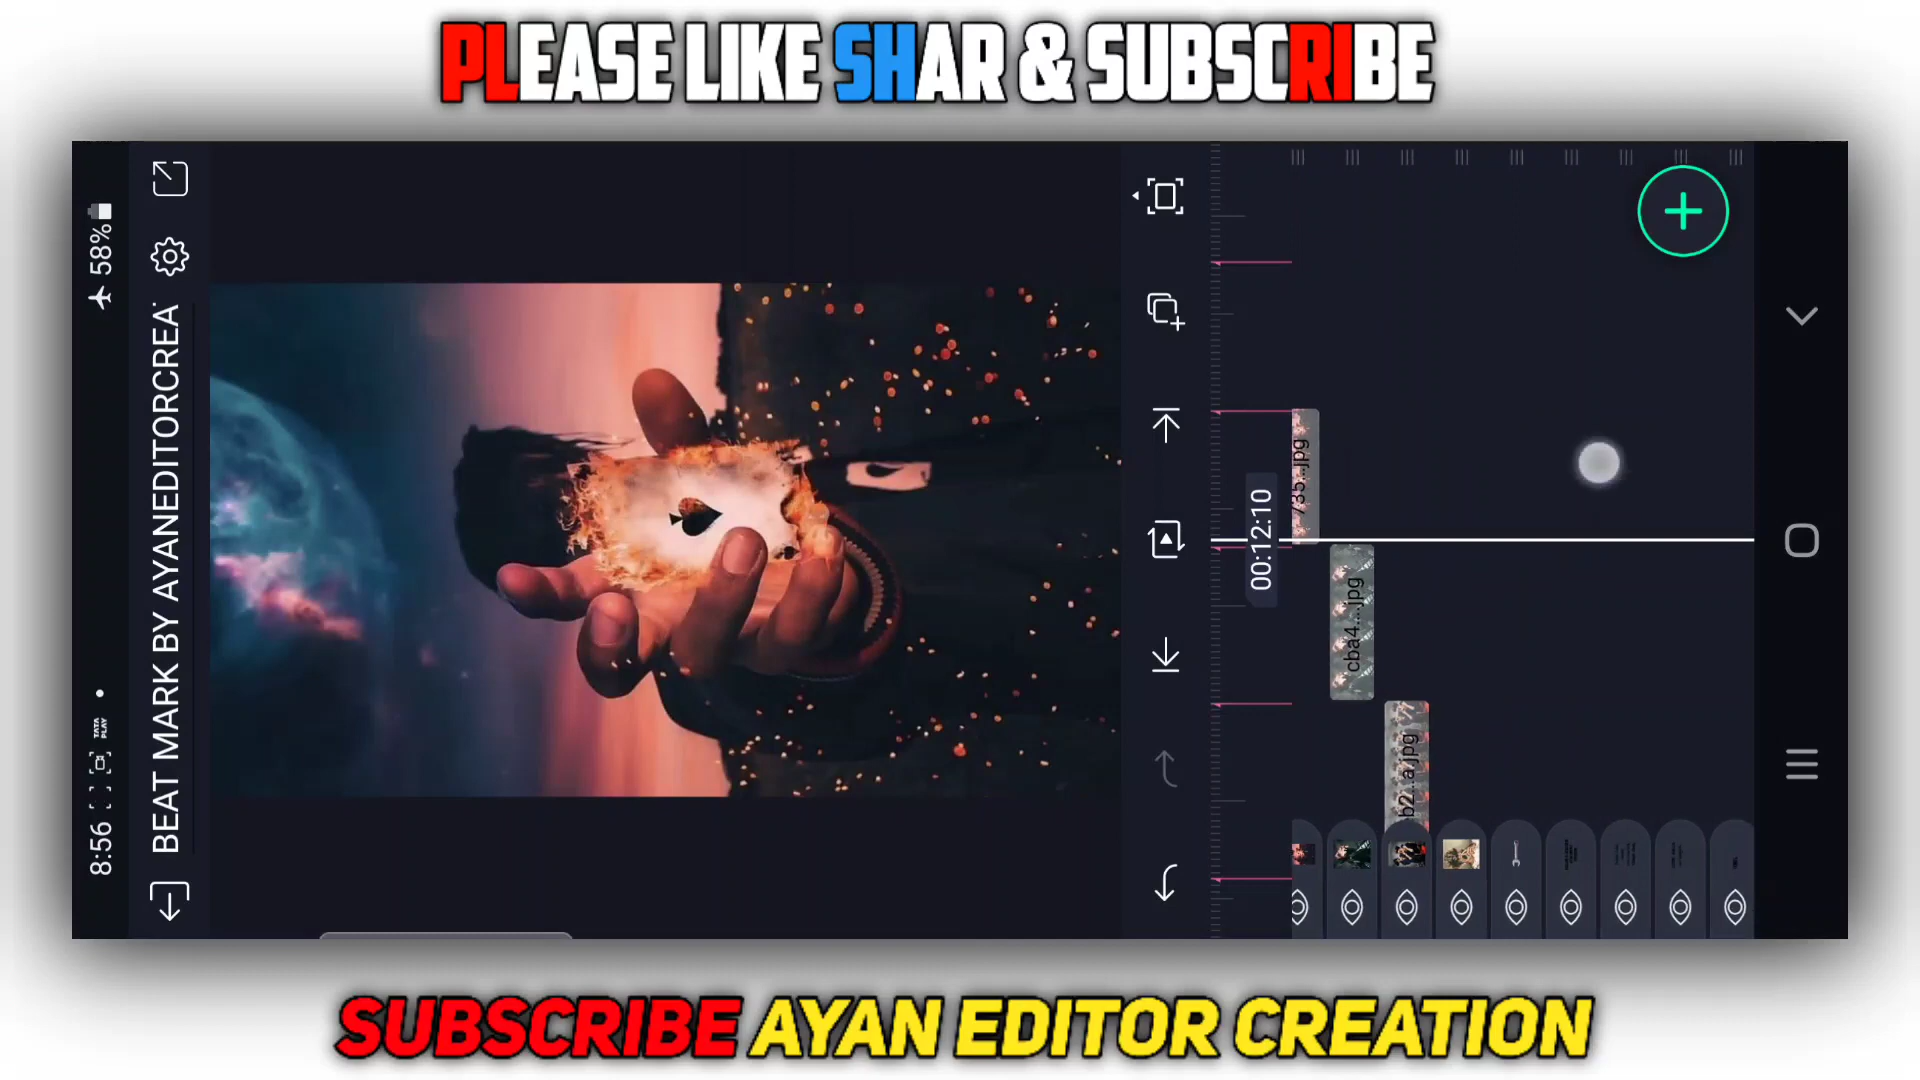 PLEASE LIKE SHAR & SUBSCRIBE
8:56
TATA PLAY
58%
BEAT MARK BY AYANEDITORCREA
00:12:10
735...jpg
cba4....jpg
b2...a.jpg
SUBSCRIBE AYAN EDITOR CREATION